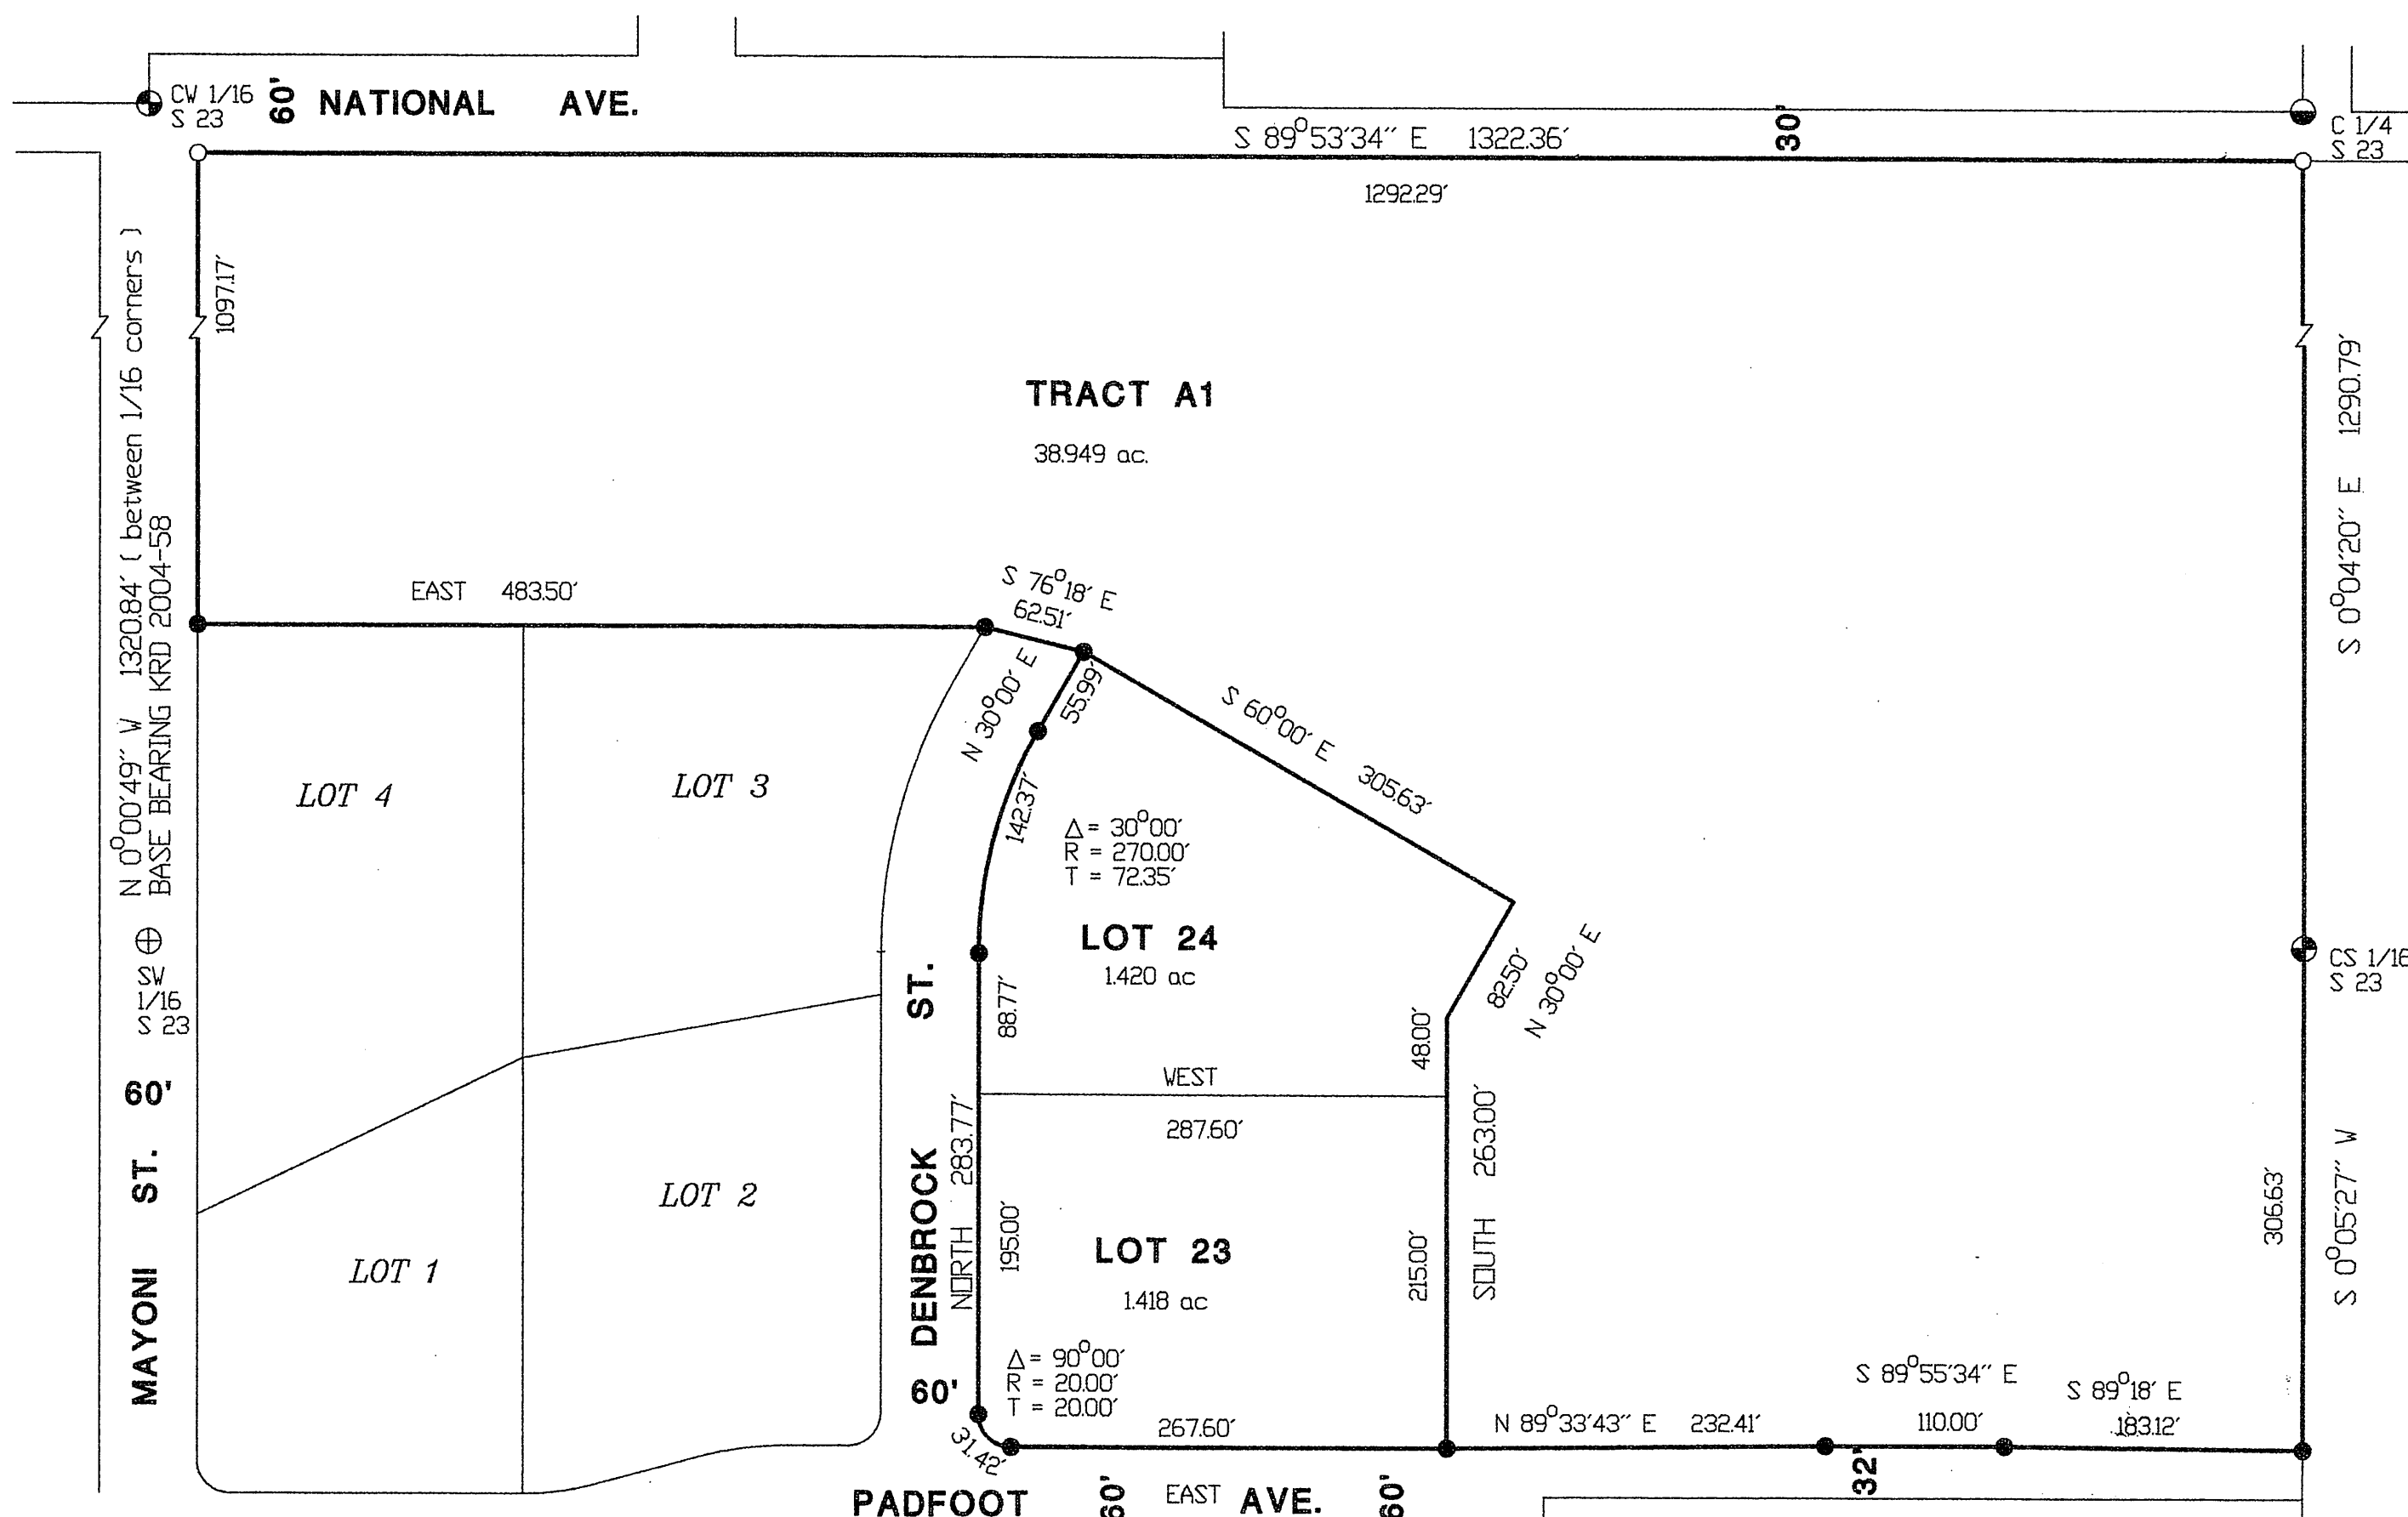 CW 1/16
S 23
60' NATIONAL AVE.
S 89°53'34" E 1322.36'
30'
C 1/4
S 23
1292.29'
1097.17'
N 0°00'49" W 1320.84' ( between 1/16 corners )
BASE BEARING KRD 2004-58
S 0°04'20" E 1290.79'
TRACT A1
38.949 ac.
EAST 483.50'
S 76°18' E
62.51'
N 30°00' E
55.99'
S 60°00' E 305.63'
LOT 4
LOT 3
142.37'
Δ= 30°00'
R = 270.00'
T = 72.35'
LOT 24
1.420 ac
82.50'
N 30°00' E
SW
1/16
S 23
CS 1/16
S 23
88.77'
48.00'
WEST
287.60'
60'
MAYONI ST.
LOT 1
LOT 2
60' DENBROCK ST.
NORTH 283.77'
195.00'
LOT 23
1.418 ac
215.00'
SOUTH 263.00'
306.63'
S 0°05'27" W
Δ= 90°00'
R = 20.00'
T = 20.00'
31.42'
267.60'
N 89°33'43" E 232.41'
S 89°55'34" E
110.00'
S 89°18' E
183.12'
32'
PADFOOT 60' EAST AVE. 60'